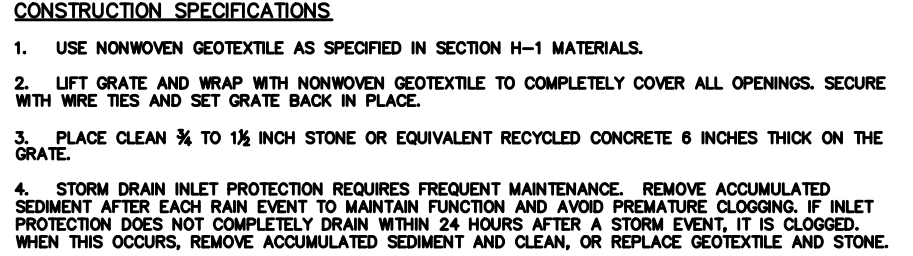 CONSTRUCTION SPECIFICATIONS
1. USE NONWOVEN GEOTEXTILE AS SPECIFIED IN SECTION H-1 MATERIALS.
2. LIFT GRATE AND WRAP WITH NONWOVEN GEOTEXTILE TO COMPLETELY COVER ALL OPENINGS. SECURE
WITH WIRE TIES AND SET GRATE BACK IN PLACE.
3. PLACE CLEAN ¾ TO 1½ INCH STONE OR EQUIVALENT RECYCLED CONCRETE 6 INCHES THICK ON THE
GRATE.
4. STORM DRAIN INLET PROTECTION REQUIRES FREQUENT MAINTENANCE. REMOVE ACCUMULATED
SEDIMENT AFTER EACH RAIN EVENT TO MAINTAIN FUNCTION AND AVOID PREMATURE CLOGGING. IF INLET
PROTECTION DOES NOT COMPLETELY DRAIN WITHIN 24 HOURS AFTER A STORM EVENT, IT IS CLOGGED.
WHEN THIS OCCURS, REMOVE ACCUMULATED SEDIMENT AND CLEAN, OR REPLACE GEOTEXTILE AND STONE.